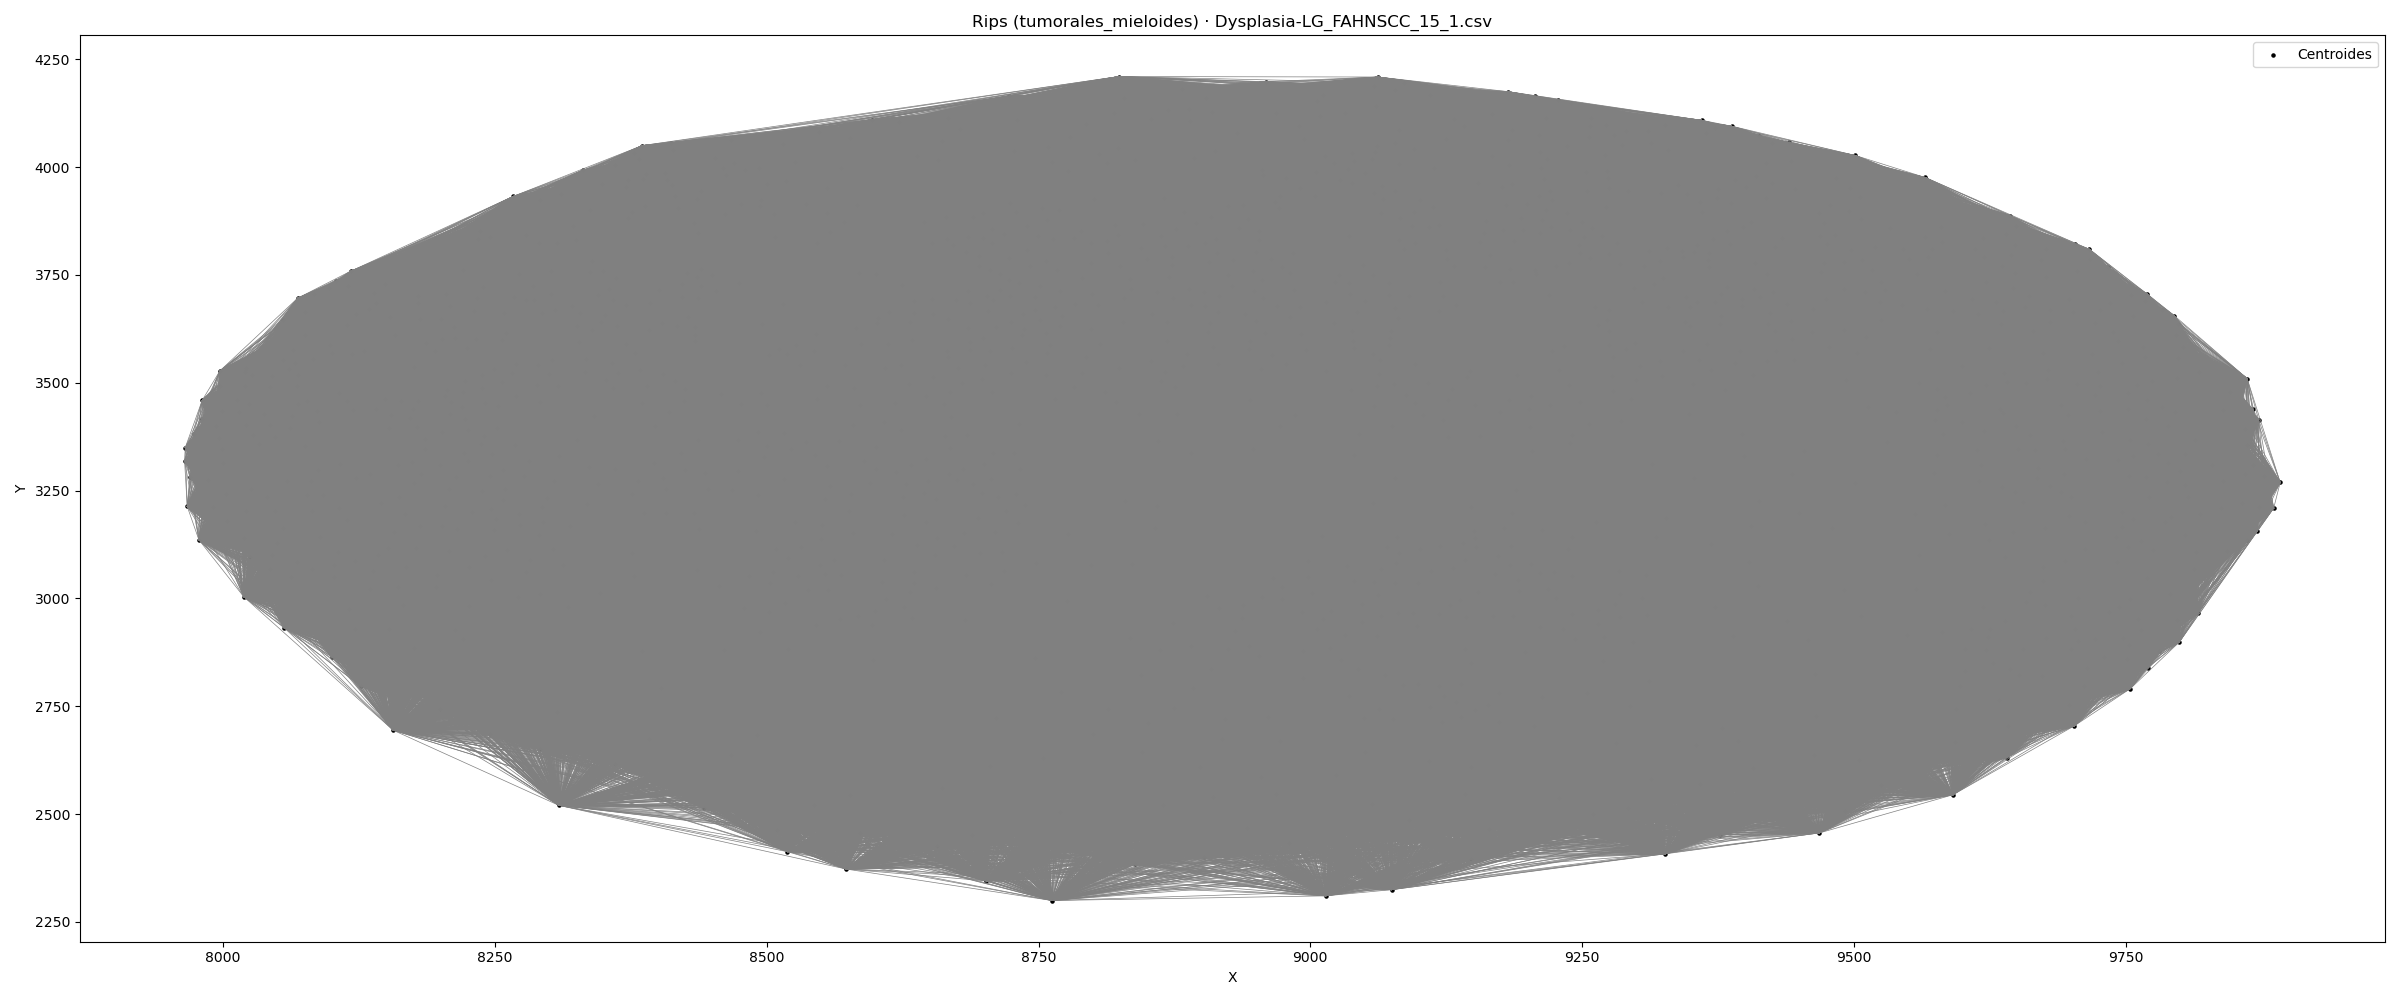 Rips (tumorales_mieloides) · Dysplasia-LG_FAHNSCC_15_1.csv
Centroides
4250
4000
3750
3500
3250
3000
2750
2500
2250
Y
8000 8250 8500 8750 9000 9250 9500 9750
X